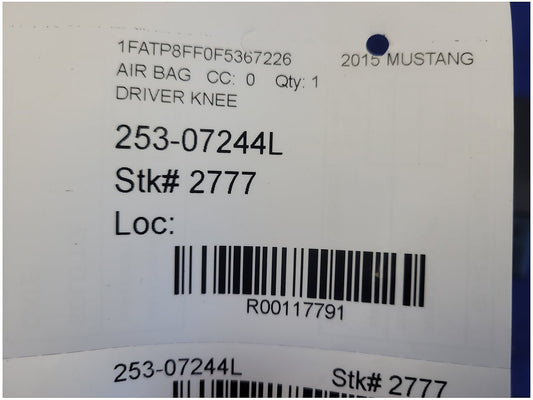 1FATP8FF0F5367226 2015 MUSTANG
AIR BAG CC: 0 Qty: 1
DRIVER KNEE
253-07244L
Stk# 2777
Loc:
R00117791
253-07244L Stk# 2777